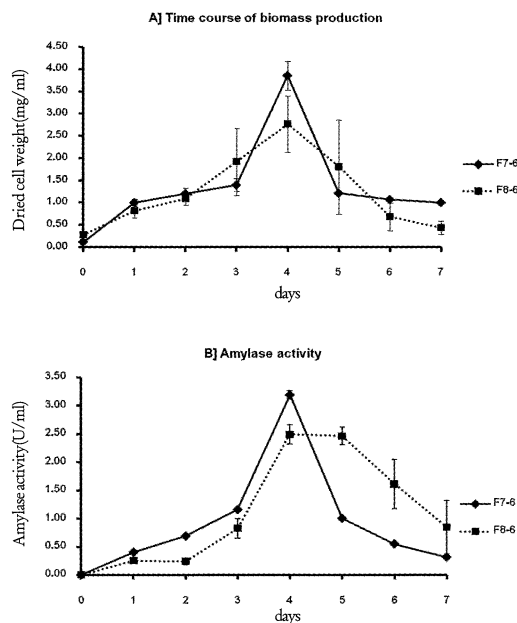 A] Time course of biomass production
Dried cell weight(mg/ml)
4.50
4.00
3.50
3.00
2.50
2.00
1.50
1.00
0.50
0.00
0 1 2 3 4 5 6 7
days
F7-6
F8-6
B] Amylase activity
Amylase activity(U/ml)
3.50
3.00
2.50
2.00
1.50
1.00
0.50
0.00
0 1 2 3 4 5 6 7
days
F7-6
F8-6